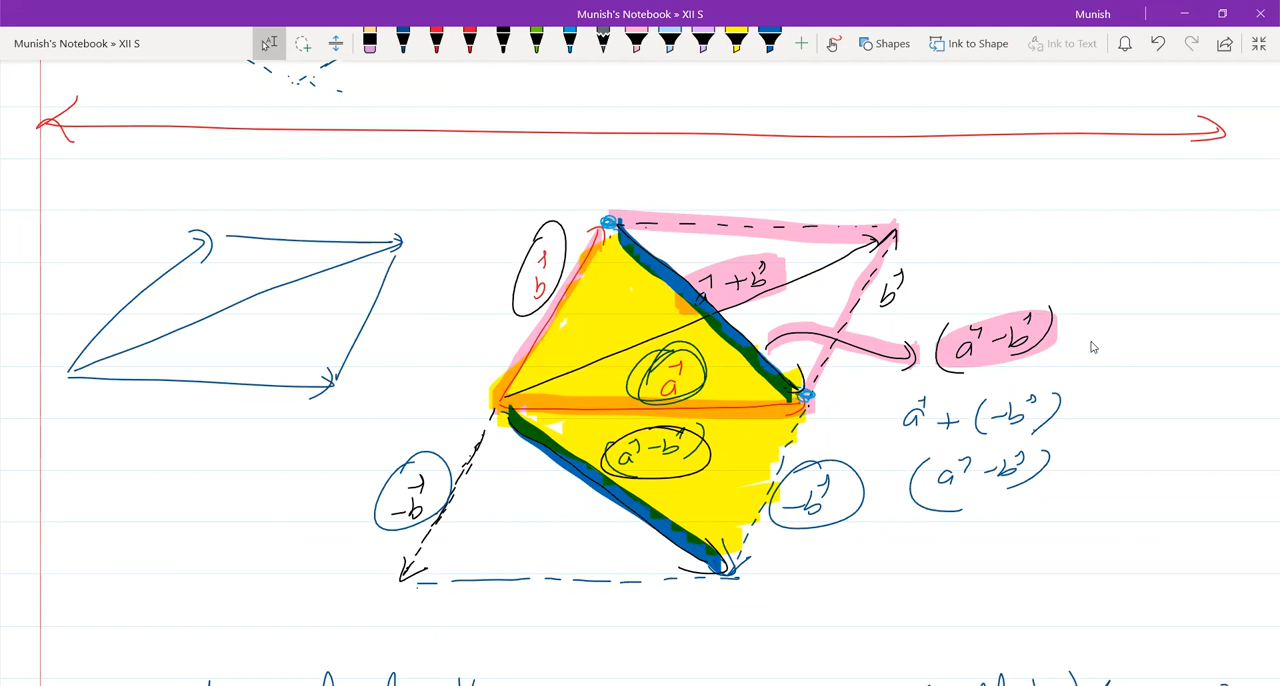 Munish's Notebook » XII S
Munish
Munish's Notebook » XII S
Shapes
Ink to Shape
Ink to Text
b⃗
a⃗ + b⃗
b⃗
(a⃗ - b⃗)
a⃗
a⃗ + (-b⃗)
(a⃗ - b⃗)
(a⃗ - b⃗)
-b⃗
-b⃗